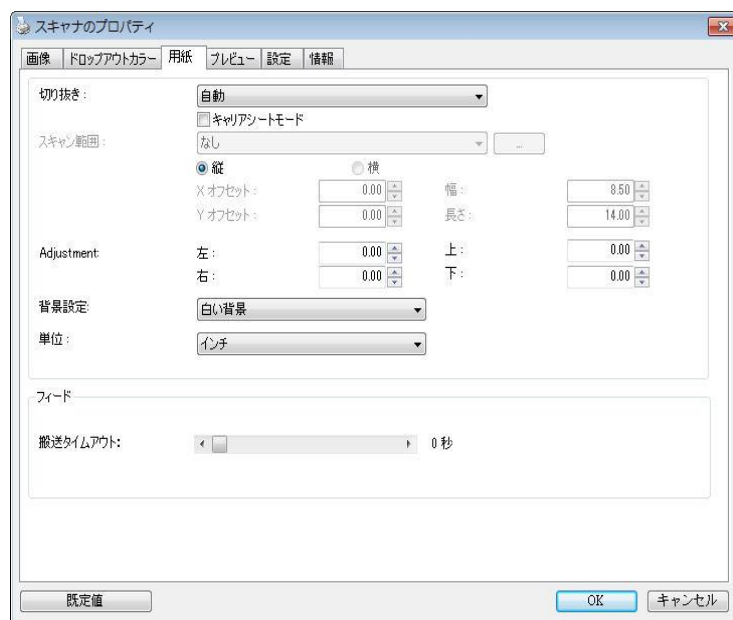 スキャナのプロパティ
画像 ドロップアウトカラー 用紙 プレビュー 設定 情報
切り抜き: 自動
キャリアシートモード
スキャン範囲: なし ...
縦 横
X オフセット: 0.00 幅: 8.50
Y オフセット: 0.00 長さ: 14.00
Adjustment: 左: 0.00 上: 0.00
右: 0.00 下: 0.00
背景設定: 白い背景
単位: インチ
フィード
搬送タイムアウト: 0 秒
既定値 OK キャンセル